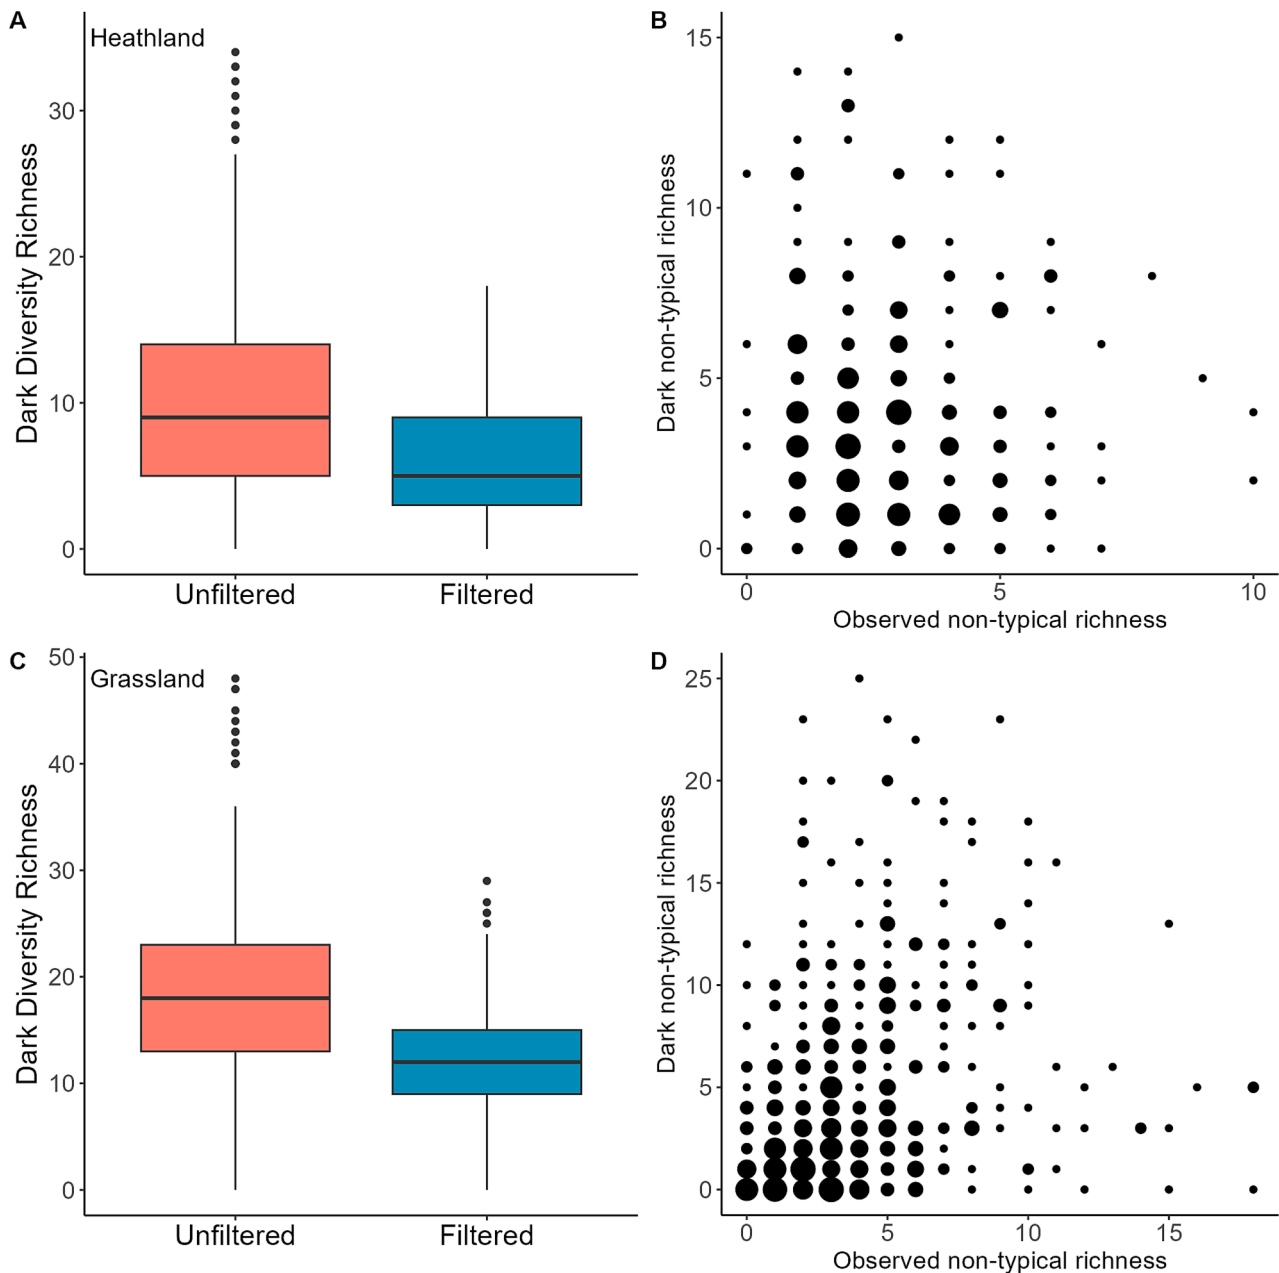 A
Heathland
30
20
10
0
Dark Diversity Richness
Unfiltered Filtered
B
15
10
5
0
Dark non-typical richness
0 5 10
Observed non-typical richness
C
Grassland
50
40
30
20
10
0
Dark Diversity Richness
Unfiltered Filtered
D
25
20
15
10
5
0
Dark non-typical richness
0 5 10 15
Observed non-typical richness